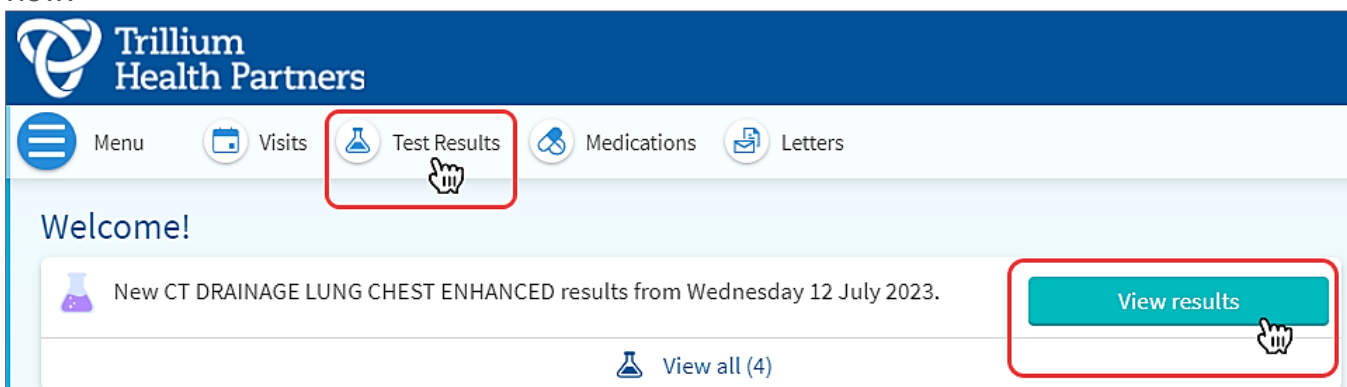 Trillium
Health Partners
Menu Visits Test Results Medications Letters
Welcome!
New CT DRAINAGE LUNG CHEST ENHANCED results from Wednesday 12 July 2023. View results
View all (4)